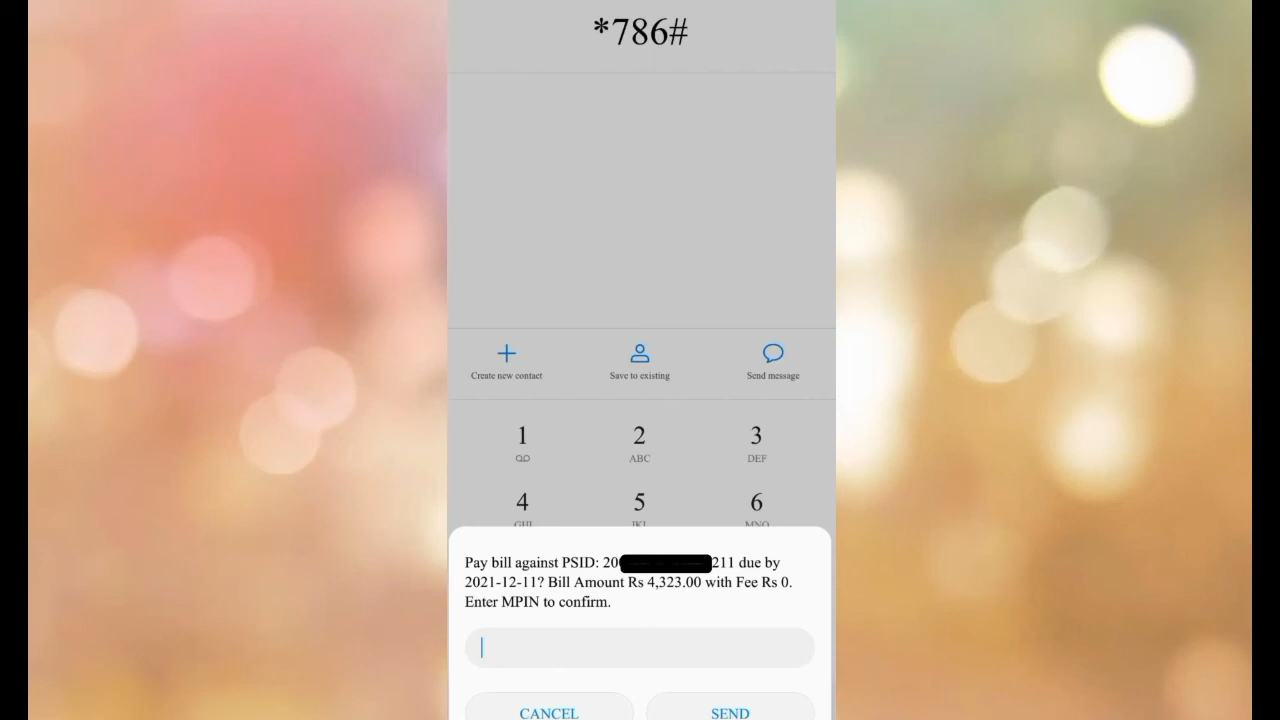 *786#
Create new contact
Save to existing
Send message
1
2
3
ABC
DEF
4
5
6
GHI
JKL
MNO
Pay bill against PSID: 20 211 due by
2021-12-11? Bill Amount Rs 4,323.00 with Fee Rs 0.
Enter MPIN to confirm.
CANCEL
SEND